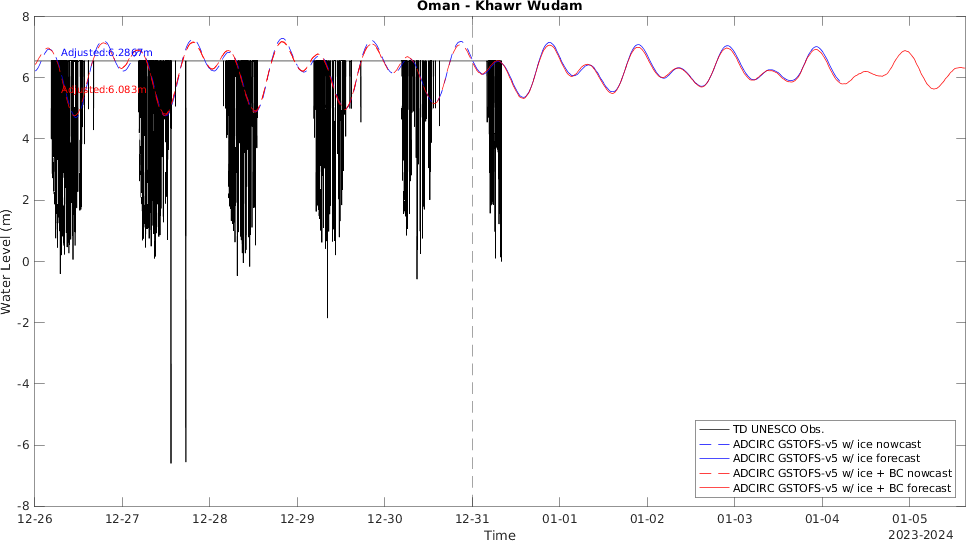 Oman - Khawr Wudam
Water Level (m)
8
6
4
2
0
-2
-4
-6
-8
Adjusted:6.2867m
Adjusted:6.083m
TD UNESCO Obs.
ADCIRC GSTOFS-v5 w/ ice nowcast
ADCIRC GSTOFS-v5 w/ ice forecast
ADCIRC GSTOFS-v5 w/ ice + BC nowcast
ADCIRC GSTOFS-v5 w/ ice + BC forecast
12-26 12-27 12-28 12-29 12-30 12-31 01-01 01-02 01-03 01-04 01-05
Time
2023-2024